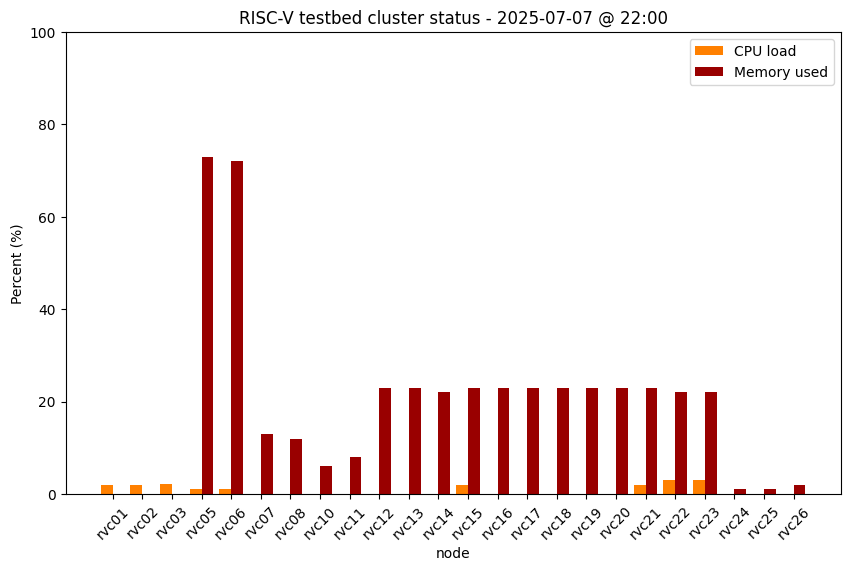 RISC-V testbed cluster status - 2025-07-07 @ 22:00
CPU load
Memory used
Percent (%)
100
80
60
40
20
0
rvc01
rvc02
rvc03
rvc05
rvc06
rvc07
rvc08
rvc10
rvc11
rvc12
rvc13
rvc14
rvc15
rvc16
rvc17
rvc18
rvc19
rvc20
rvc21
rvc22
rvc23
rvc24
rvc25
rvc26
node